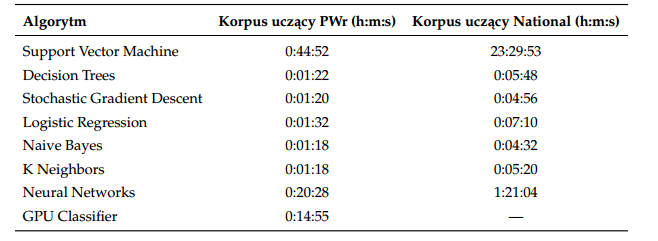 Algorytm Korpus uczący PWr (h:m:s) Korpus uczący National (h:m:s)
Support Vector Machine 0:44:52 23:29:53
Decision Trees 0:01:22 0:05:48
Stochastic Gradient Descent 0:01:20 0:04:56
Logistic Regression 0:01:32 0:07:10
Naive Bayes 0:01:18 0:04:32
K Neighbors 0:01:18 0:05:20
Neural Networks 0:20:28 1:21:04
GPU Classifier 0:14:55 —